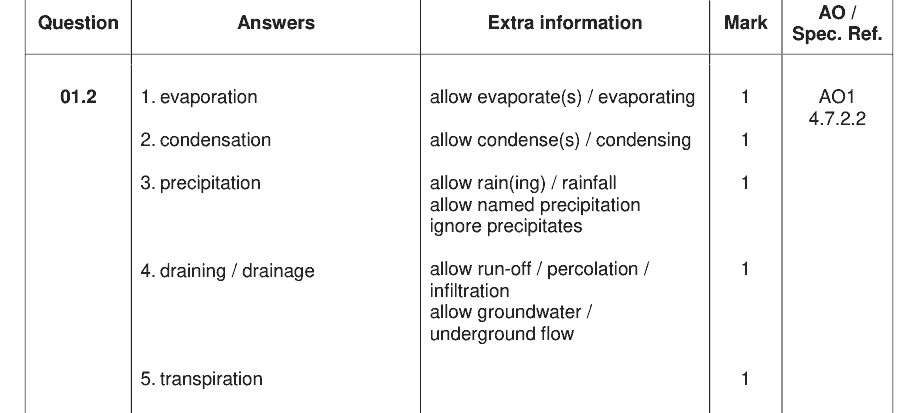 Question Answers Extra information Mark AO /
Spec. Ref.
01.2 1. evaporation allow evaporate(s) / evaporating 1 AO1
4.7.2.2
2. condensation allow condense(s) / condensing 1
3. precipitation allow rain(ing) / rainfall 1
allow named precipitation
ignore precipitates
4. draining / drainage allow run-off / percolation / 1
infiltration
allow groundwater /
underground flow
5. transpiration 1